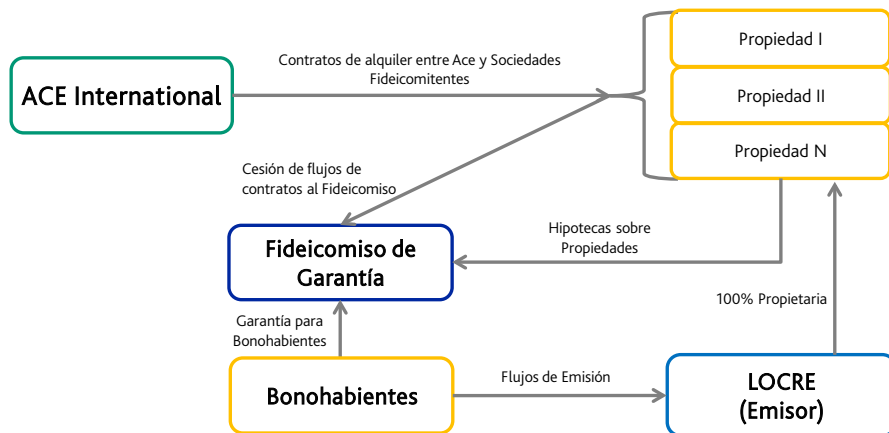 Propiedad I
Contratos de alquiler entre Ace y Sociedades
Fideicomitentes
ACE International
Propiedad II
Propiedad N
Cesión de flujos de
contratos al Fideicomiso
Hipotecas sobre
Propiedades
Fideicomiso de
Garantía
100% Propietaria
Garantía para
Bonohabientes
Bonohabientes
Flujos de Emisión
LOCRE
(Emisor)